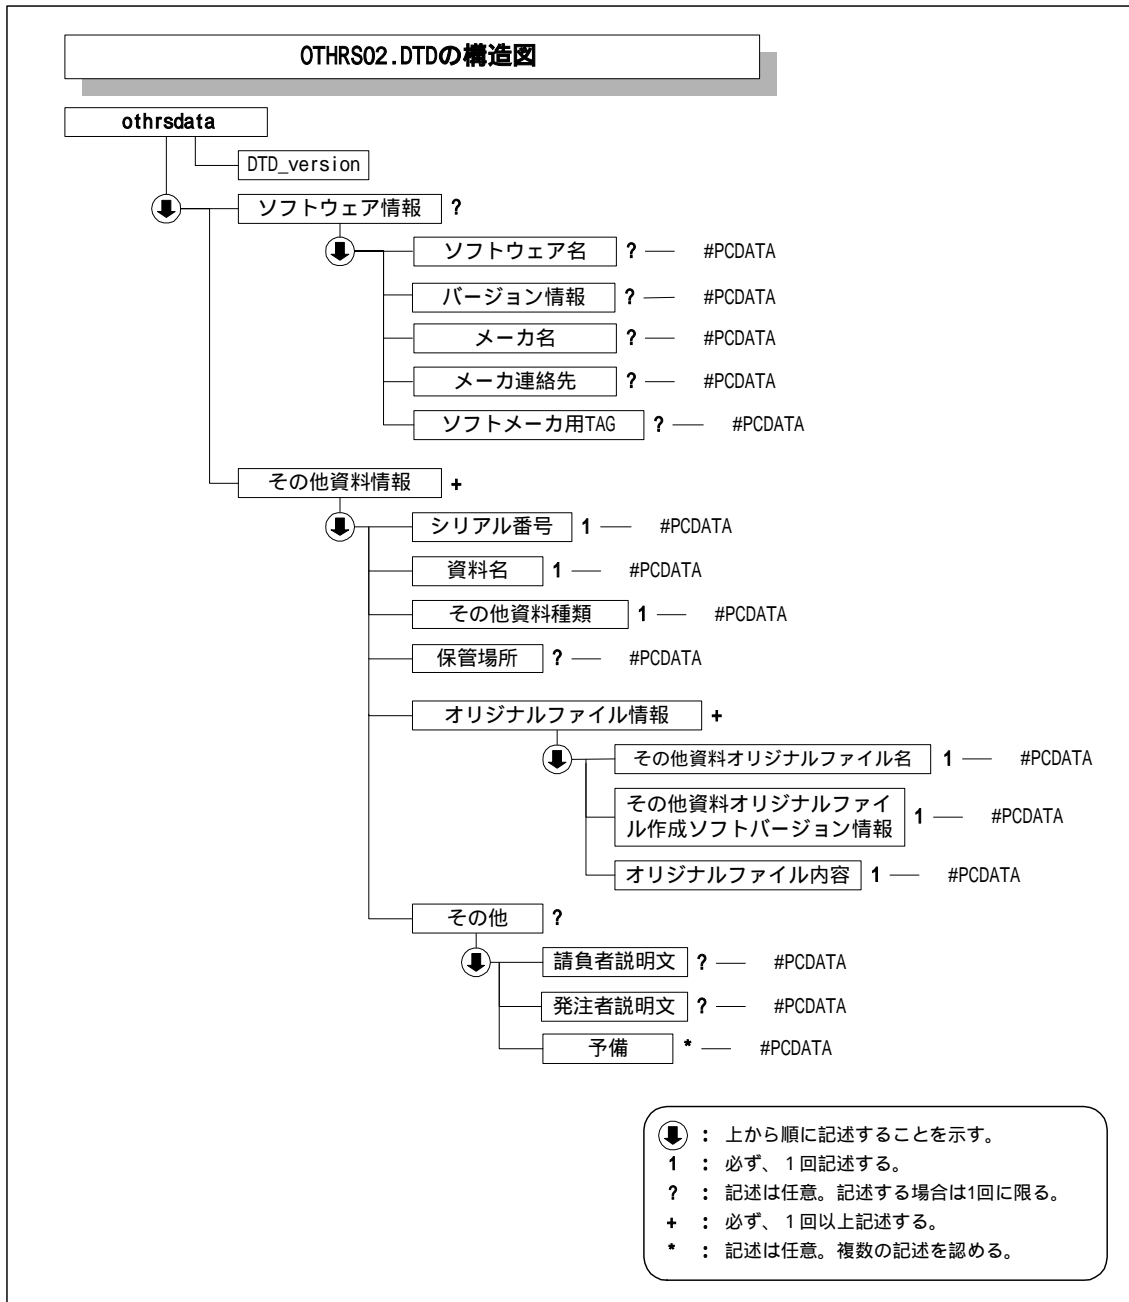 OTHRS02.DTDの構造図
othrsdata
DTD_version
ソフトウェア情報 ?
ソフトウェア名 ? #PCDATA
バージョン情報 ? #PCDATA
メーカ名 ? #PCDATA
メーカ連絡先 ? #PCDATA
ソフトメーカ用TAG ? #PCDATA
その他資料情報 +
シリアル番号 1 #PCDATA
資料名 1 #PCDATA
その他資料種類 1 #PCDATA
保管場所 ? #PCDATA
オリジナルファイル情報 +
その他資料オリジナルファイル名 1 #PCDATA
その他資料オリジナルファイ
ル作成ソフトバージョン情報 1 #PCDATA
オリジナルファイル内容 1 #PCDATA
その他 ?
請負者説明文 ? #PCDATA
発注者説明文 ? #PCDATA
予備 * #PCDATA
: 上から順に記述することを示す。
1 : 必ず、1回記述する。
? : 記述は任意。記述する場合は1回に限る。
+ : 必ず、1回以上記述する。
* : 記述は任意。複数の記述を認める。